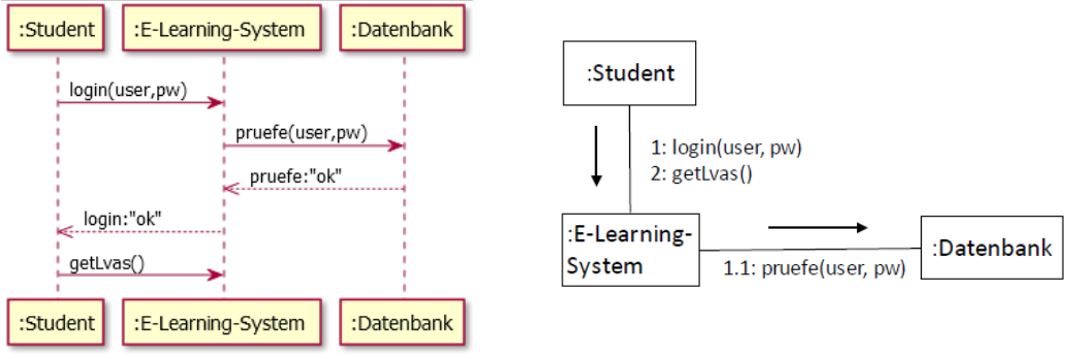 :Student
:E-Learning-System
:Datenbank
login(user,pw)
pruefe(user,pw)
pruefe:"ok"
login:"ok"
getLvas()
:Student
:E-Learning-System
:Datenbank
:Student
1: login(user, pw)
2: getLvas()
:E-Learning-
System
1.1: pruefe(user, pw)
:Datenbank